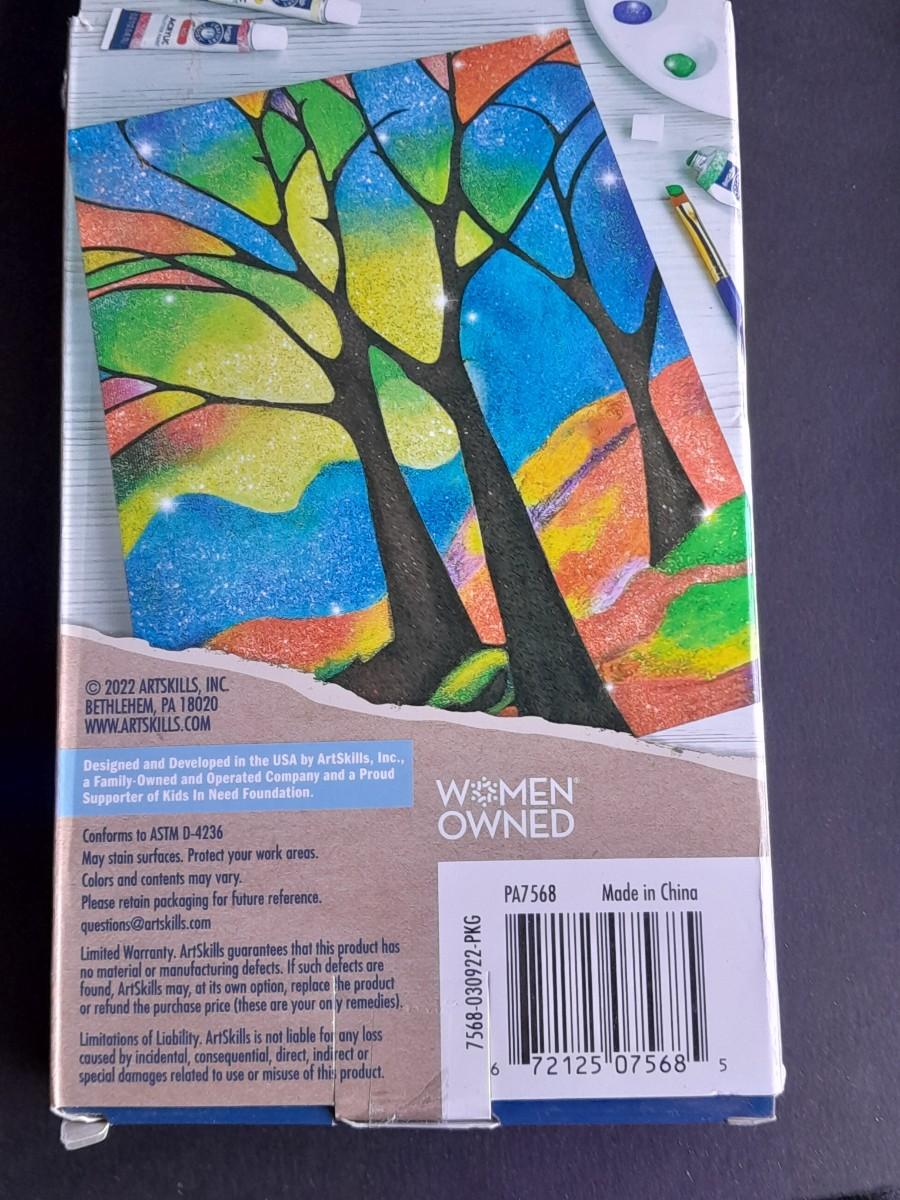 ACRYLIC
© 2022 ARTSKILLS, INC.
BETHLEHEM, PA 18020
WWW.ARTSKILLS.COM
Designed and Developed in the USA by ArtSkills, Inc.,
a Family-Owned and Operated Company and a Proud
Supporter of Kids In Need Foundation.
WOMEN®
OWNED
Conforms to ASTM D-4236
May stain surfaces. Protect your work areas.
Colors and contents may vary.
Please retain packaging for future reference.
questions@artskills.com
Limited Warranty. ArtSkills guarantees that this product has
no material or manufacturing defects. If such defects are
found, ArtSkills may, at its own option, replace the product
or refund the purchase price (these are your only remedies).
Limitations of Liability. ArtSkills is not liable for any loss
caused by incidental, consequential, direct, indirect or
special damages related to use or misuse of this product.
PA7568 Made in China
7568-030922-PKG
6 72125 07568 5